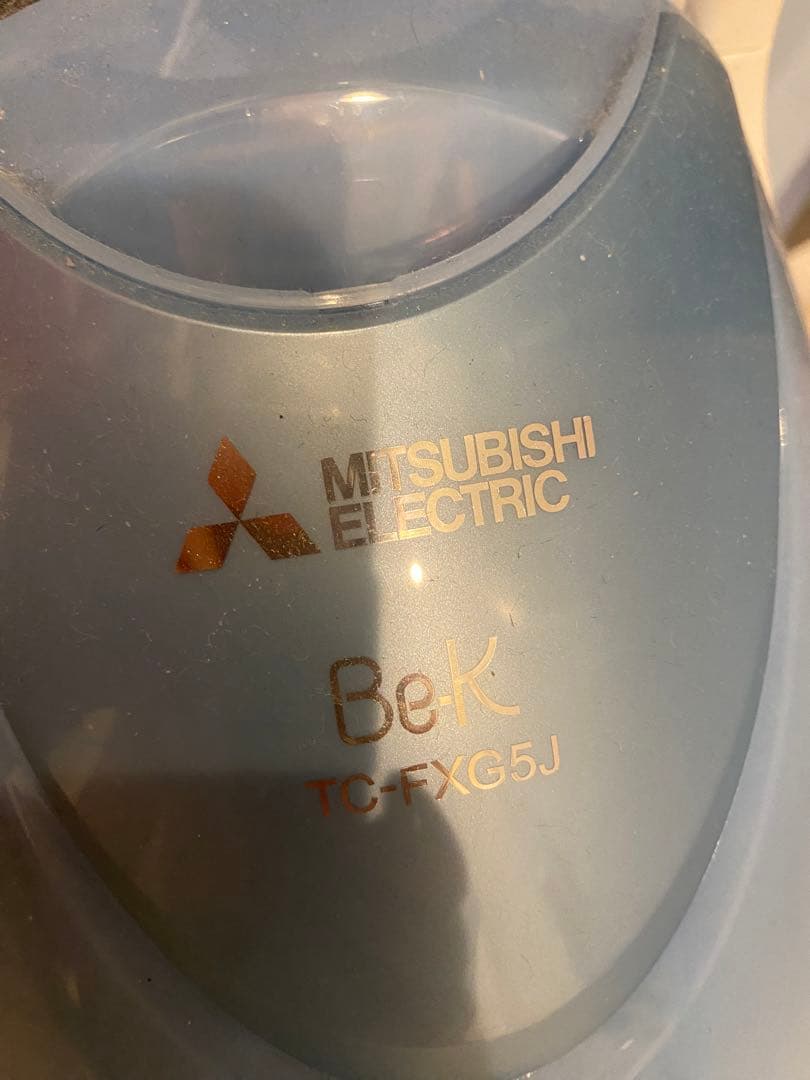 MITSUBISHI
ELECTRIC
Be-K
TC-FXG5J